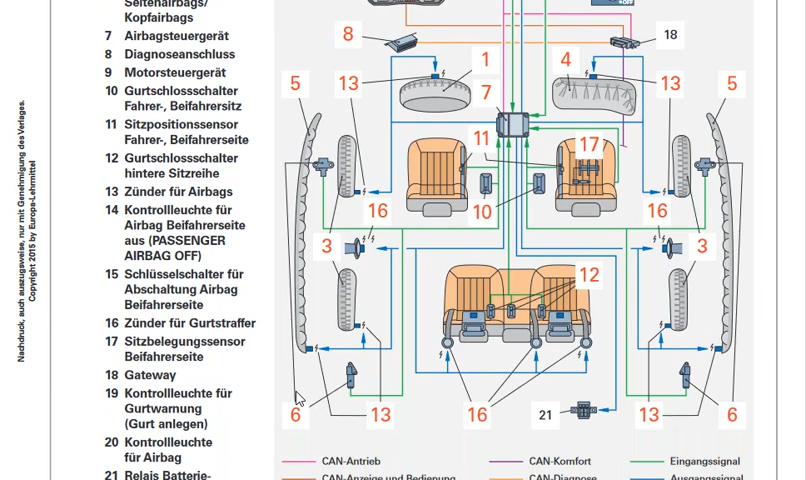 Seitenairbags/
Kopfairbags
7 Airbagsteuergerät
8 Diagnoseanschluss
9 Motorsteuergerät
10 Gurtschlossschalter
Fahrer-, Beifahrersitz
11 Sitzpositionssensor
Fahrer-, Beifahrerseite
12 Gurtschlossschalter
hintere Sitzreihe
13 Zünder für Airbags
14 Kontrollleuchte für
Airbag Beifahrerseite
aus (PASSENGER
AIRBAG OFF)
15 Schlüsselschalter für
Abschaltung Airbag
Beifahrerseite
16 Zünder für Gurtstraffer
17 Sitzbelegungssensor
Beifahrerseite
18 Gateway
19 Kontrollleuchte für
Gurtwarnung
(Gurt anlegen)
20 Kontrollleuchte
für Airbag
21 Relais Batterie-
Nachdruck, auch auszugsweise, nur mit Genehmigung des Verlages.
Copyright 2015 by Europa-Lehrmittel
OFF
8
18
1
4
5
13
7
13
5
11
17
10
16
16
3
3
12
6
13
16
21
13
6
CAN-Antrieb
CAN-Komfort
Eingangssignal
CAN-Anzeige und Bedienung
CAN-Diagnose
Ausgangssignal